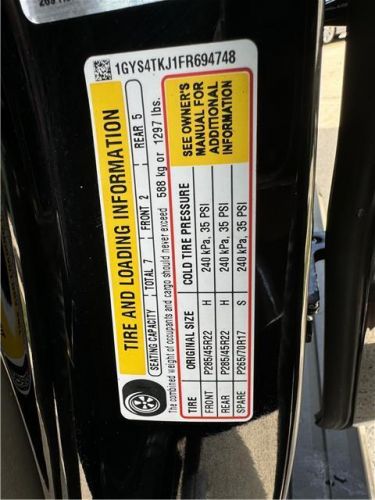 1GYS4TKJ1FR694748
TIRE AND LOADING INFORMATION
SEATING CAPACITY | TOTAL 7 | FRONT 2 | REAR 5
The combined weight of occupants and cargo should never exceed 588 kg or 1297 lbs.
TIRE ORIGINAL SIZE COLD TIRE PRESSURE
FRONT P285/45R22 H 240 kPa, 35 PSI
REAR P285/45R22 H 240 kPa, 35 PSI
SPARE P265/70R17 S 240 kPa, 35 PSI
SEE OWNER'S
MANUAL FOR
ADDITIONAL
INFORMATION